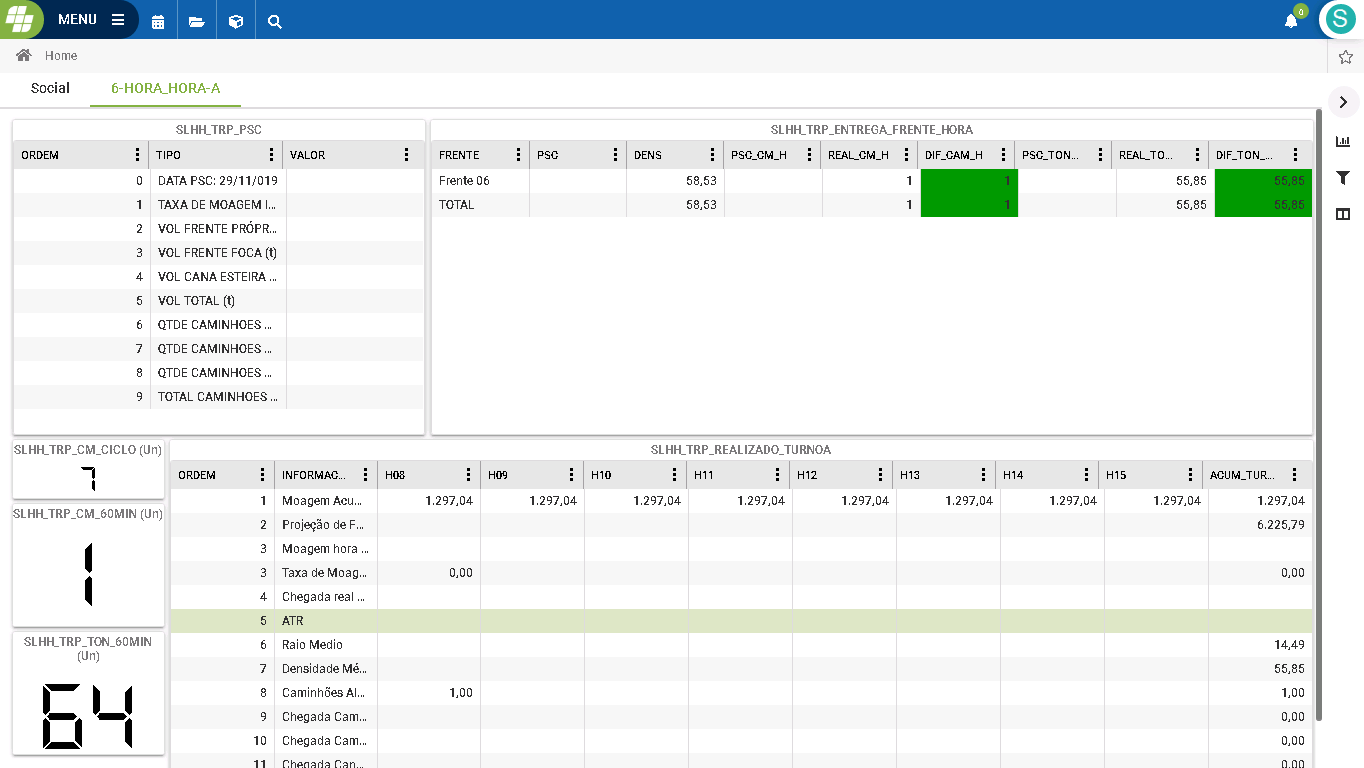 MENU
0
S
Home
Social 6-HORA_HORA-A
SLHH_TRP_PSC
ORDEM TIPO VALOR
0 DATA PSC: 29/11/019
1 TAXA DE MOAGEM I...
2 VOL FRENTE PRÓPR...
3 VOL FRENTE FOCA (t)
4 VOL CANA ESTEIRA ...
5 VOL TOTAL (t)
6 QTDE CAMINHOES ...
7 QTDE CAMINHOES ...
8 QTDE CAMINHOES ...
9 TOTAL CAMINHOES ...
SLHH_TRP_ENTREGA_FRENTE_HORA
FRENTE PSC DENS PSC_CM_H REAL_CM_H DIF_CAM_H PSC_TON... REAL_TO... DIF_TON_...
Frente 06 58,53 1 1 55,85 55,85
TOTAL 58,53 1 1 55,85 55,85
SLHH_TRP_CM_CICLO (Un)
7
SLHH_TRP_CM_60MIN (Un)
1
SLHH_TRP_TON_60MIN
(Un)
64
SLHH_TRP_REALIZADO_TURNOA
ORDEM INFORMAC... H08 H09 H10 H11 H12 H13 H14 H15 ACUM_TUR...
1 Moagem Acu... 1.297,04 1.297,04 1.297,04 1.297,04 1.297,04 1.297,04 1.297,04 1.297,04 1.297,04
2 Projeção de F... 6.225,79
3 Moagem hora ...
3 Taxa de Moag... 0,00 0,00
4 Chegada real ...
5 ATR
6 Raio Medio 14,49
7 Densidade Mé... 55,85
8 Caminhões Al... 1,00 1,00
9 Chegada Cam... 0,00
10 Chegada Cam... 0,00
11 Chegada Cam... 0,00